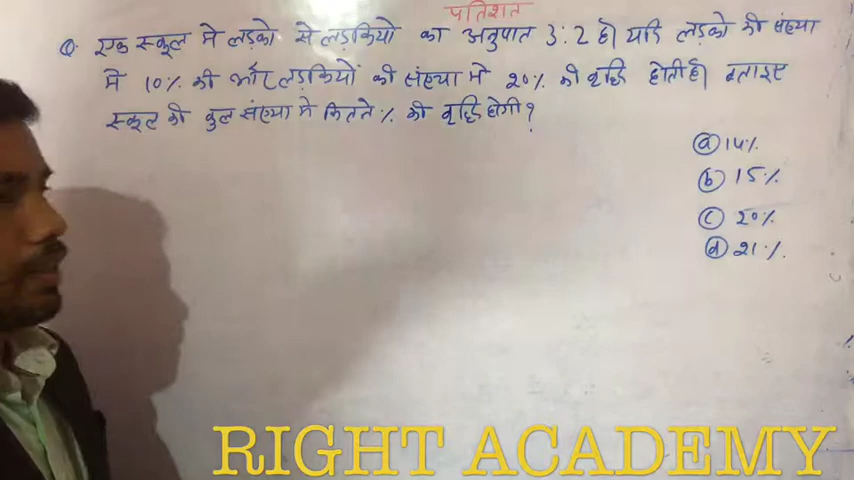 प्रतिशत
Q. एक स्कूल मे लड़को से लड़कियो का अनुपात 3:2 है। यदि लड़को की संख्या
मे 10% की और लड़कियों की संख्या मे 20% की वृद्धि होती है। बताइए
स्कूल की कुल संख्या मे कितने % की वृद्धि होगी?
(a) 14%
(b) 15%
(c) 20%
(d) 21%.
RIGHT ACADEMY